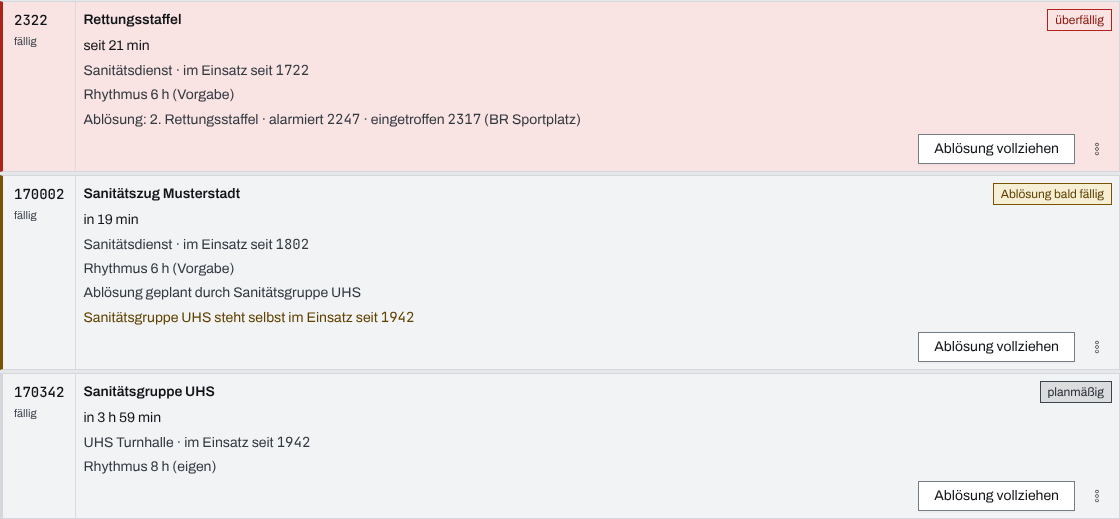 2322
fällig
Rettungsstaffel
überfällig
seit 21 min
Sanitätsdienst · im Einsatz seit 1722
Rhythmus 6 h (Vorgabe)
Ablösung: 2. Rettungsstaffel · alarmiert 2247 · eingetroffen 2317 (BR Sportplatz)
Ablösung vollziehen
170002
fällig
Sanitätszug Musterstadt
Ablösung bald fällig
in 19 min
Sanitätsdienst · im Einsatz seit 1802
Rhythmus 6 h (Vorgabe)
Ablösung geplant durch Sanitätsgruppe UHS
Sanitätsgruppe UHS steht selbst im Einsatz seit 1942
Ablösung vollziehen
170342
fällig
Sanitätsgruppe UHS
planmäßig
in 3 h 59 min
UHS Turnhalle · im Einsatz seit 1942
Rhythmus 8 h (eigen)
Ablösung vollziehen